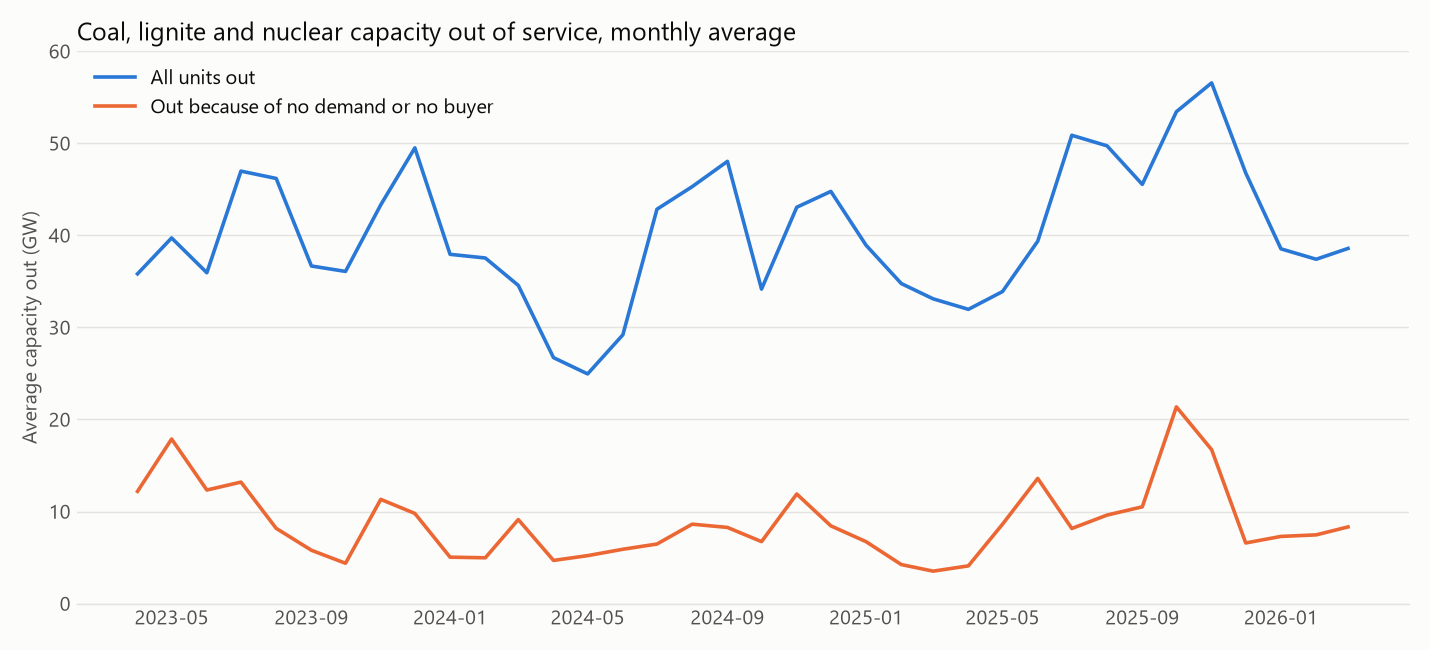 Coal, lignite and nuclear capacity out of service, monthly average
60
All units out
Out because of no demand or no buyer
50
40
30
20
10
0
Average capacity out (GW)
2023-05 2023-09 2024-01 2024-05 2024-09 2025-01 2025-05 2025-09 2026-01